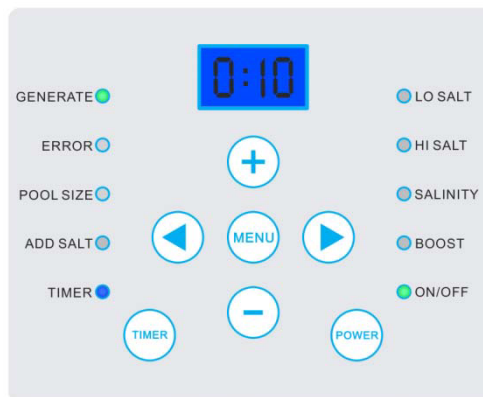 0:10
GENERATE
LO SALT
ERROR
HI SALT
POOL SIZE
SALINITY
ADD SALT
MENU
BOOST
TIMER
ON/OFF
TIMER
POWER